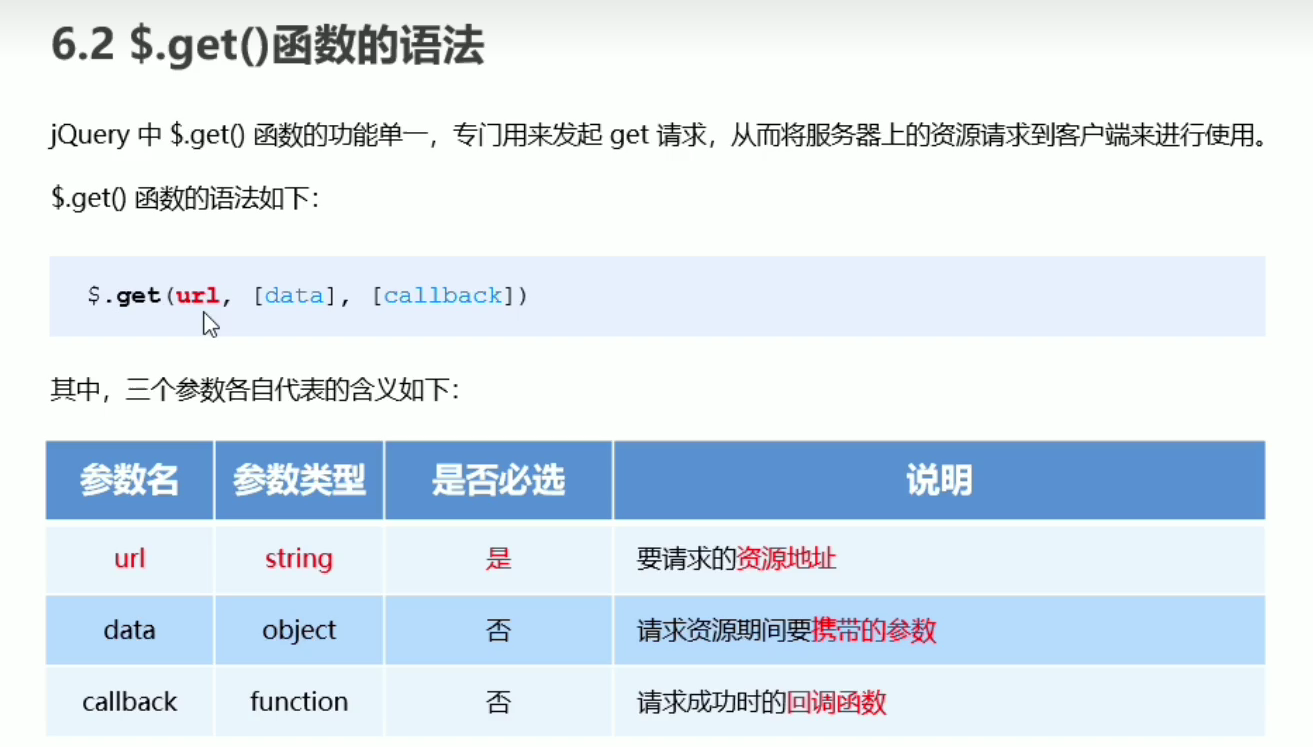 6.2 $.get()函数的语法
jQuery 中 $.get() 函数的功能单一，专门用来发起 get 请求，从而将服务器上的资源请求到客户端来进行使用。
$.get() 函数的语法如下：
$.get(url, [data], [callback])
其中，三个参数各自代表的含义如下：
参数名 参数类型 是否必选 说明
url string 是 要请求的资源地址
data object 否 请求资源期间要携带的参数
callback function 否 请求成功时的回调函数